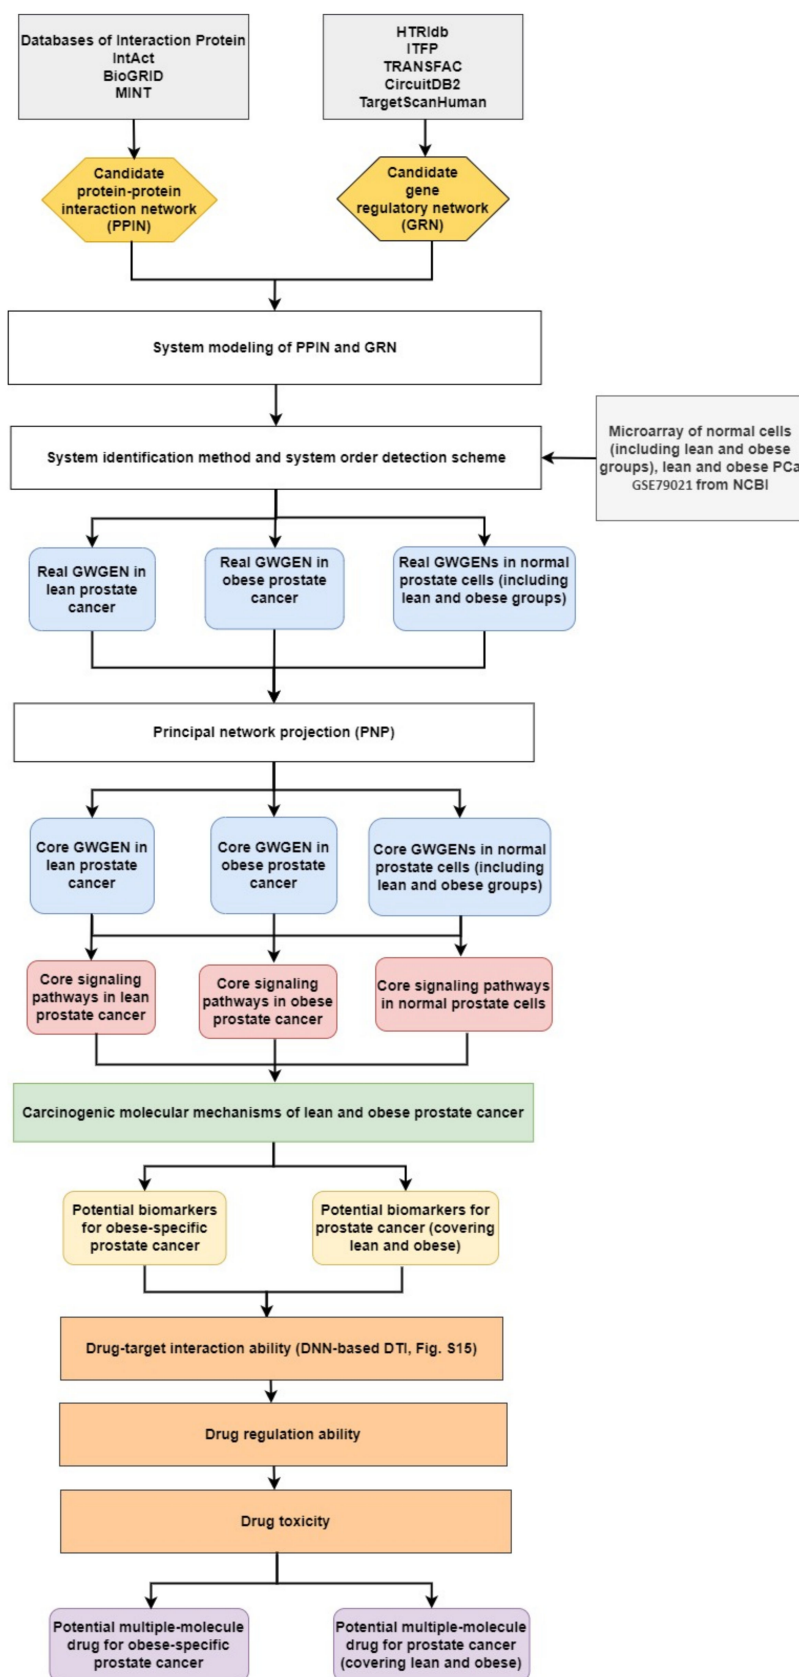 Databases of Interaction Protein
IntAct
BioGRID
MINT
HTRIdb
ITFP
TRANSFAC
CircuitDB2
TargetScanHuman
Candidate
protein-protein
interaction network
(PPIN)
Candidate
gene
regulatory network
(GRN)
System modeling of PPIN and GRN
System identification method and system order detection scheme
Microarray of normal cells
(including lean and obese
groups), lean and obese PCa
GSE79021 from NCBI
Real GWGEN in
lean prostate
cancer
Real GWGEN in
obese prostate
cancer
Real GWGENs in normal
prostate cells (including
lean and obese groups)
Principal network projection (PNP)
Core GWGEN in
lean prostate
cancer
Core GWGEN in
obese prostate
cancer
Core GWGENs in normal
prostate cells (including
lean and obese groups)
Core signaling
pathways in lean
prostate cancer
Core signaling
pathways in obese
prostate cancer
Core signaling pathways
in normal prostate cells
Carcinogenic molecular mechanisms of lean and obese prostate cancer
Potential biomarkers
for obese-specific
prostate cancer
Potential biomarkers for
prostate cancer (covering
lean and obese)
Drug-target interaction ability (DNN-based DTI, Fig. S15)
Drug regulation ability
Drug toxicity
Potential multiple-molecule
drug for obese-specific
prostate cancer
Potential multiple-molecule
drug for prostate cancer
(covering lean and obese)